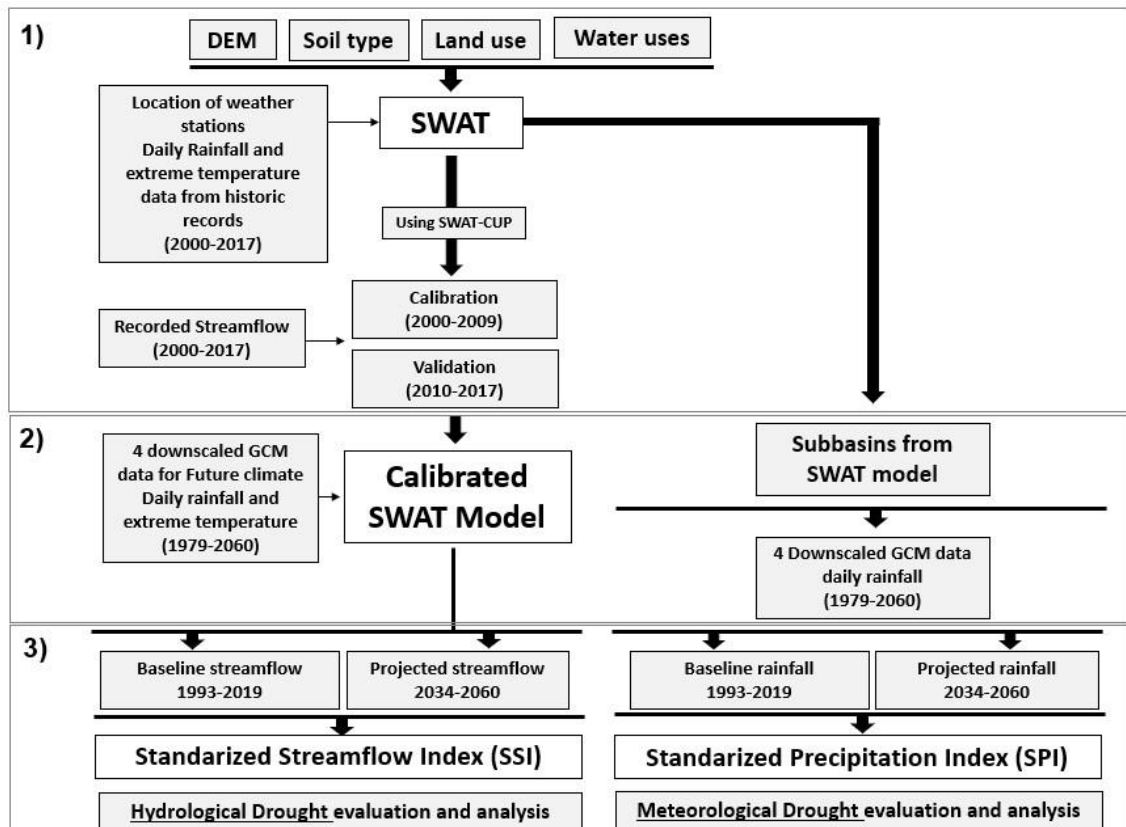 1)
DEM
Soil type
Land use
Water uses
Location of weather
stations
Daily Rainfall and
extreme temperature
data from historic
records
(2000-2017)
SWAT
Using SWAT-CUP
Calibration
(2000-2009)
Recorded Streamflow
(2000-2017)
Validation
(2010-2017)
2)
4 downscaled GCM
data for Future climate
Daily rainfall and
extreme temperature
(1979-2060)
Calibrated
SWAT Model
Subbasins from
SWAT model
4 Downscaled GCM data
daily rainfall
(1979-2060)
3)
Baseline streamflow
1993-2019
Projected streamflow
2034-2060
Baseline rainfall
1993-2019
Projected rainfall
2034-2060
Standarized Streamflow Index (SSI)
Standarized Precipitation Index (SPI)
Hydrological Drought evaluation and analysis
Meteorological Drought evaluation and analysis